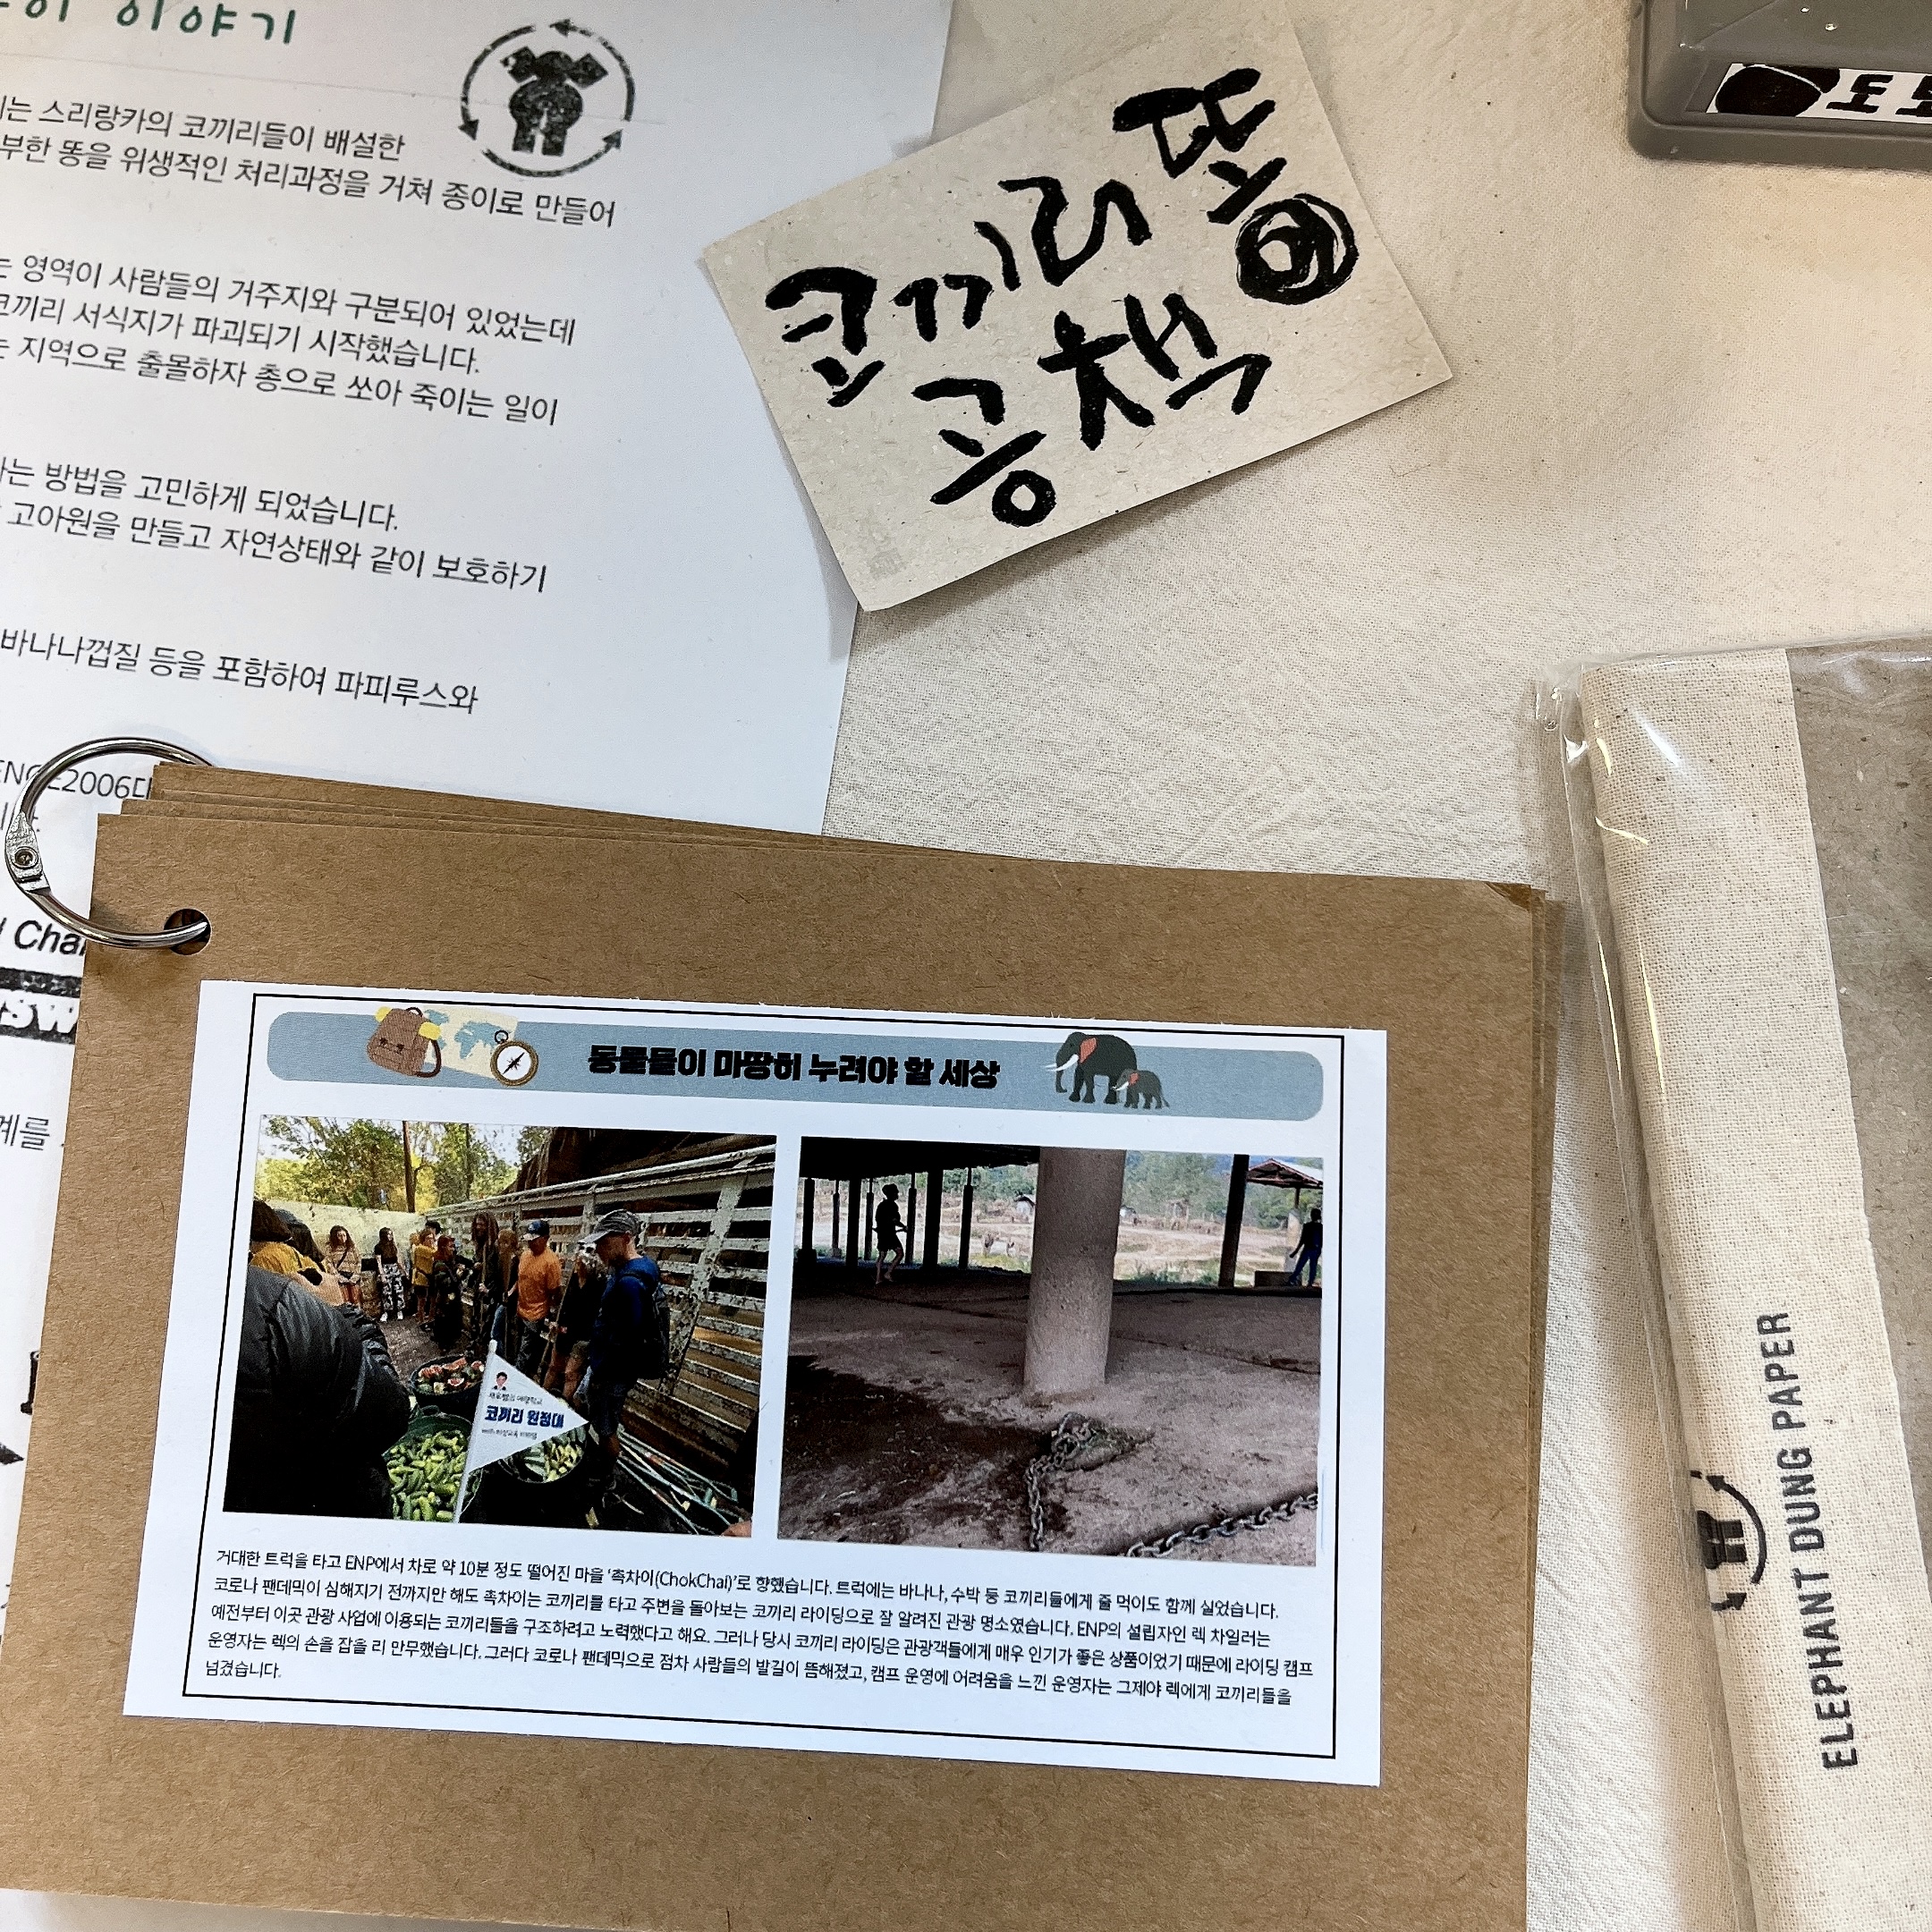 이야기
는 스리랑카의 코끼리들이 배설한
부한 똥을 위생적인 처리과정을 거쳐 종이로 만들어
영역이 사람들의 거주지와 구분되어 있었는데
코끼리 서식지가 파괴되기 시작했습니다.
지역으로 출몰하자 총으로 쏘아 죽이는 일이
는 방법을 고민하게 되었습니다.
고아원을 만들고 자연상태와 같이 보호하기
바나나껍질 등을 포함하여 파피루스와
2006
계를
코끼리 똥
공책
동물들이 마땅히 누려야 할 세상
코끼리 원정대
거대한 트럭을 타고 ENP에서 차로 약 10분 정도 떨어진 마을 ‘촉차이(ChokChai)’로 향했습니다. 트럭에는 바나나, 수박 등 코끼리들에게 줄 먹이도 함께 실었습니다.
코로나 팬데믹이 심해지기 전까지만 해도 촉차이는 코끼리를 타고 주변을 돌아보는 코끼리 라이딩으로 잘 알려진 관광 명소였습니다. ENP의 설립자인 렉 차일러는
예전부터 이곳 관광 사업에 이용되는 코끼리들을 구조하려고 노력했다고 해요. 그러나 당시 코끼리 라이딩은 관광객들에게 매우 인기가 좋은 상품이었기 때문에 라이딩 캠프
운영자는 렉의 손을 잡을 리 만무했습니다. 그러다 코로나 팬데믹으로 점차 사람들의 발길이 뜸해졌고, 캠프 운영에 어려움을 느낀 운영자는 그제야 렉에게 코끼리들을
넘겼습니다.
ELEPHANT DUNG PAPER